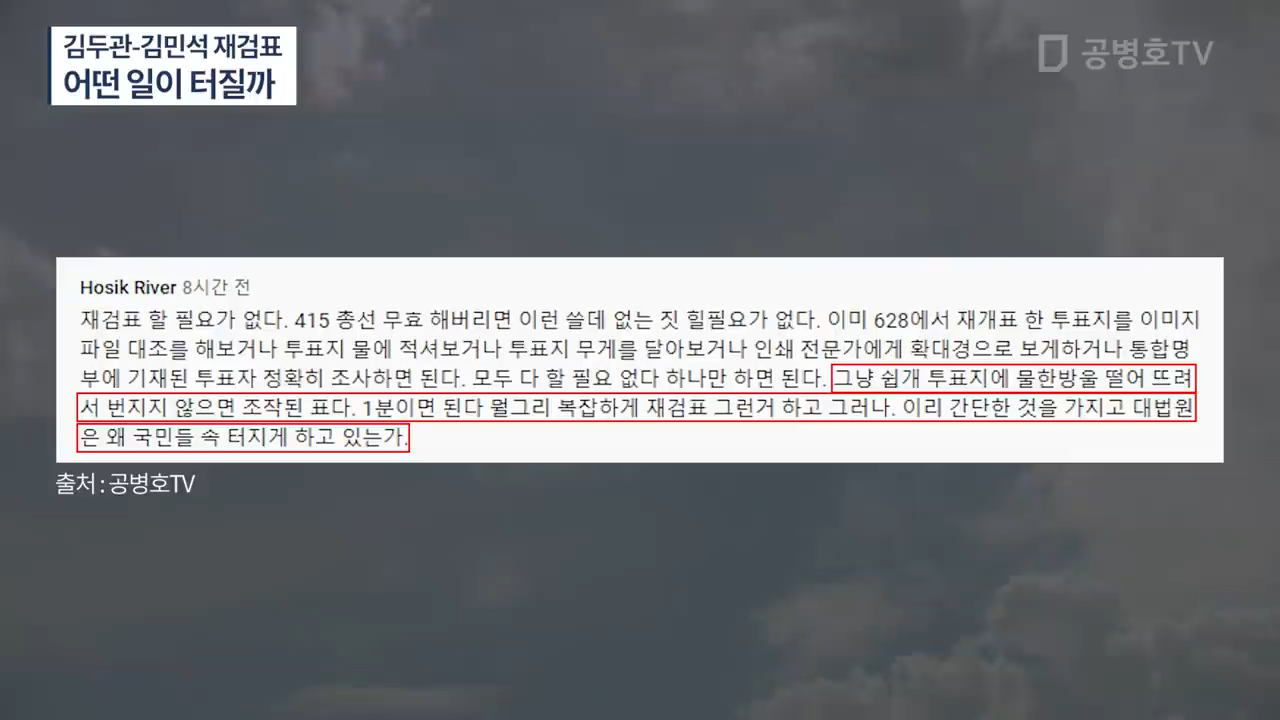 김두관-김민석 재검표
어떤 일이 터질까
공병호TV
Hosik River 8시간 전
재검표 할 필요가 없다. 415 총선 무효 해버리면 이런 쓸데 없는 짓 힐필요가 없다. 이미 628에서 재개표 한 투표지를 이미지
파일 대조를 해보거나 투표지 물에 적셔보거나 투표지 무게를 달아보거나 인쇄 전문가에게 확대경으로 보게하거나 통합명
부에 기재된 투표자 정확히 조사하면 된다. 모두 다 할 필요 없다 하나만 하면 된다. 그냥 쉽개 투표지에 물한방울 떨어 뜨려
서 번지지 않으면 조작된 표다. 1분이면 된다 뭘그리 복잡하게 재검표 그런거 하고 그러나. 이리 간단한 것을 가지고 대법원
은 왜 국민들 속 터지게 하고 있는가.
출처 : 공병호TV